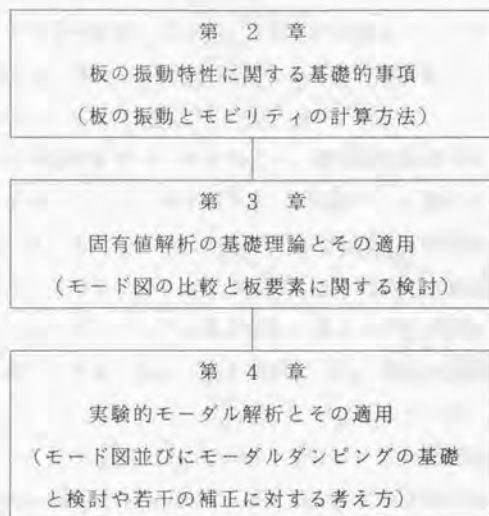 第 2 章
板の振動特性に関する基礎的事項
(板の振動とモビリティの計算方法)
第 3 章
固有値解析の基礎理論とその適用
(モード図の比較と板要素に関する検討)
第 4 章
実験的モーダル解析とその適用
(モード図並びにモーダルダンピングの基礎
と検討や若干の補正に対する考え方)